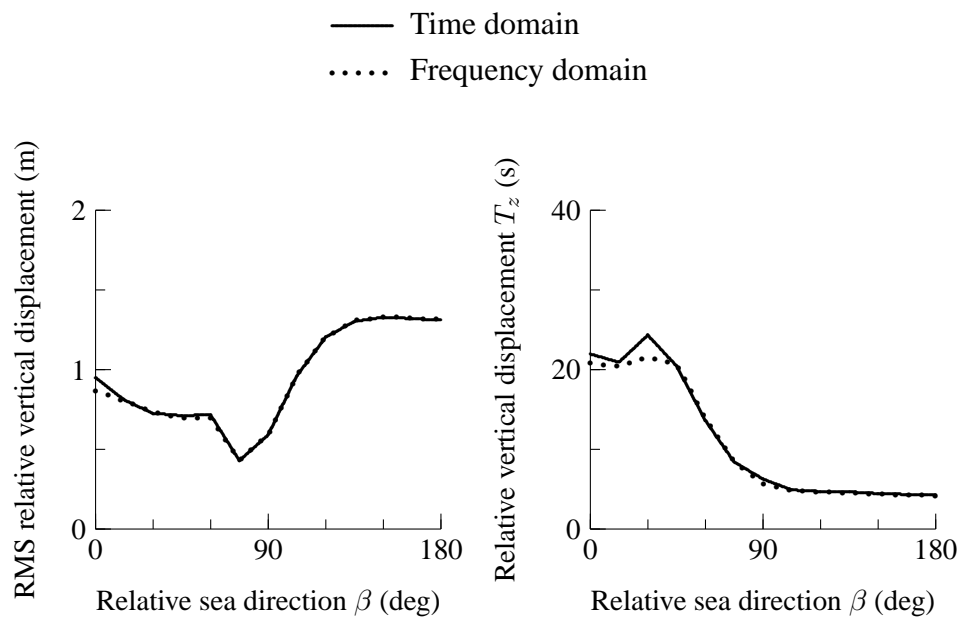 Time domain
Frequency domain
RMS relative vertical displacement (m)
2
1
0
0 90 180
Relative sea direction β (deg)
Relative vertical displacement T_z (s)
40
20
0
0 90 180
Relative sea direction β (deg)